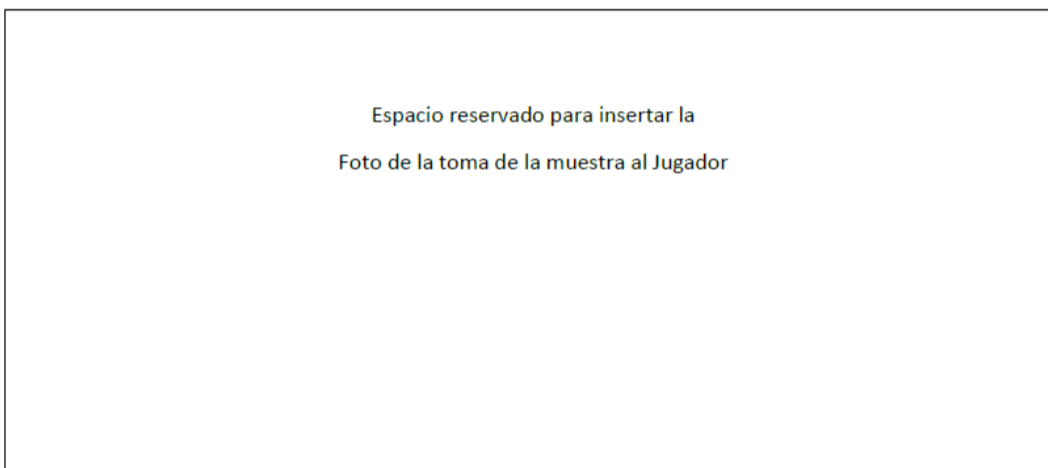 Espacio reservado para insertar la
Foto de la toma de la muestra al Jugador